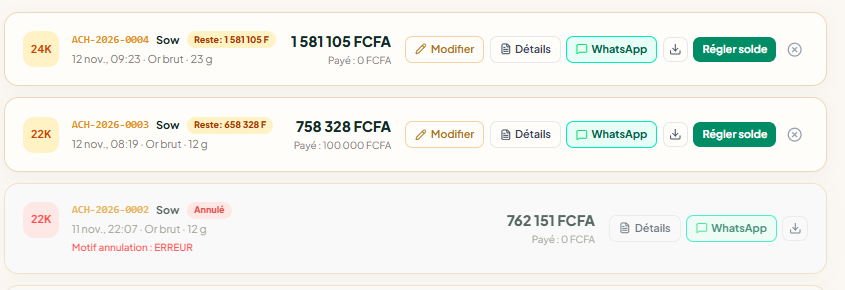 24K
ACH-2026-0004 Sow Reste: 1 581 105 F
12 nov., 09:23 · Or brut · 23 g
1 581 105 FCFA
Payé : 0 FCFA
Modifier
Détails
WhatsApp
Régler solde
22K
ACH-2026-0003 Sow Reste: 658 328 F
12 nov., 08:19 · Or brut · 12 g
758 328 FCFA
Payé : 100 000 FCFA
Modifier
Détails
WhatsApp
Régler solde
22K
ACH-2026-0002 Sow Annulé
11 nov., 22:07 · Or brut · 12 g
Motif annulation : ERREUR
762 151 FCFA
Payé : 0 FCFA
Détails
WhatsApp